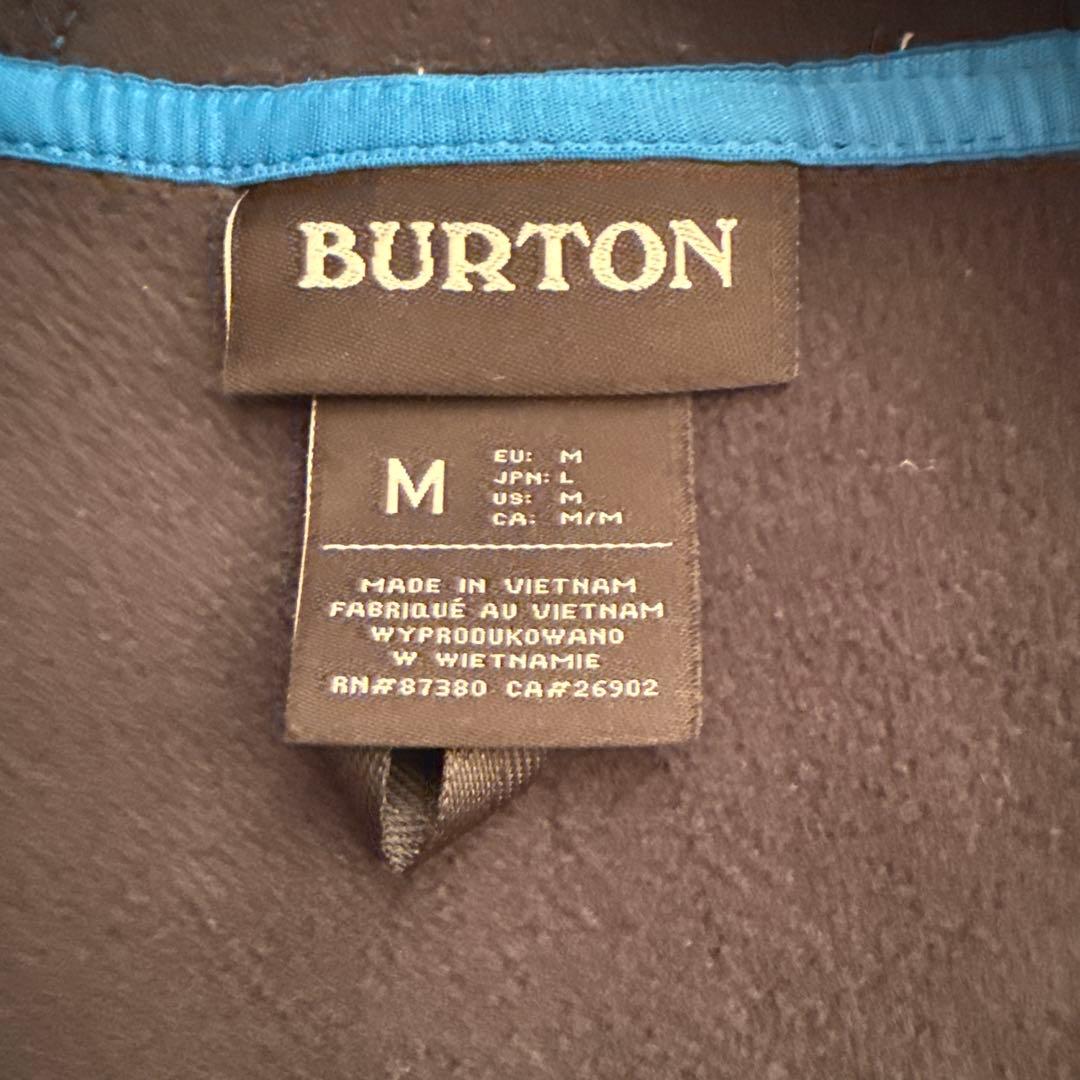 BURTON
M
EU: M
JPN: L
US: M
CA: M/M
MADE IN VIETNAM
FABRIQUÉ AU VIETNAM
WYPRODUKOWANO
W WIETNAMIE
RN#87380 CA#26902